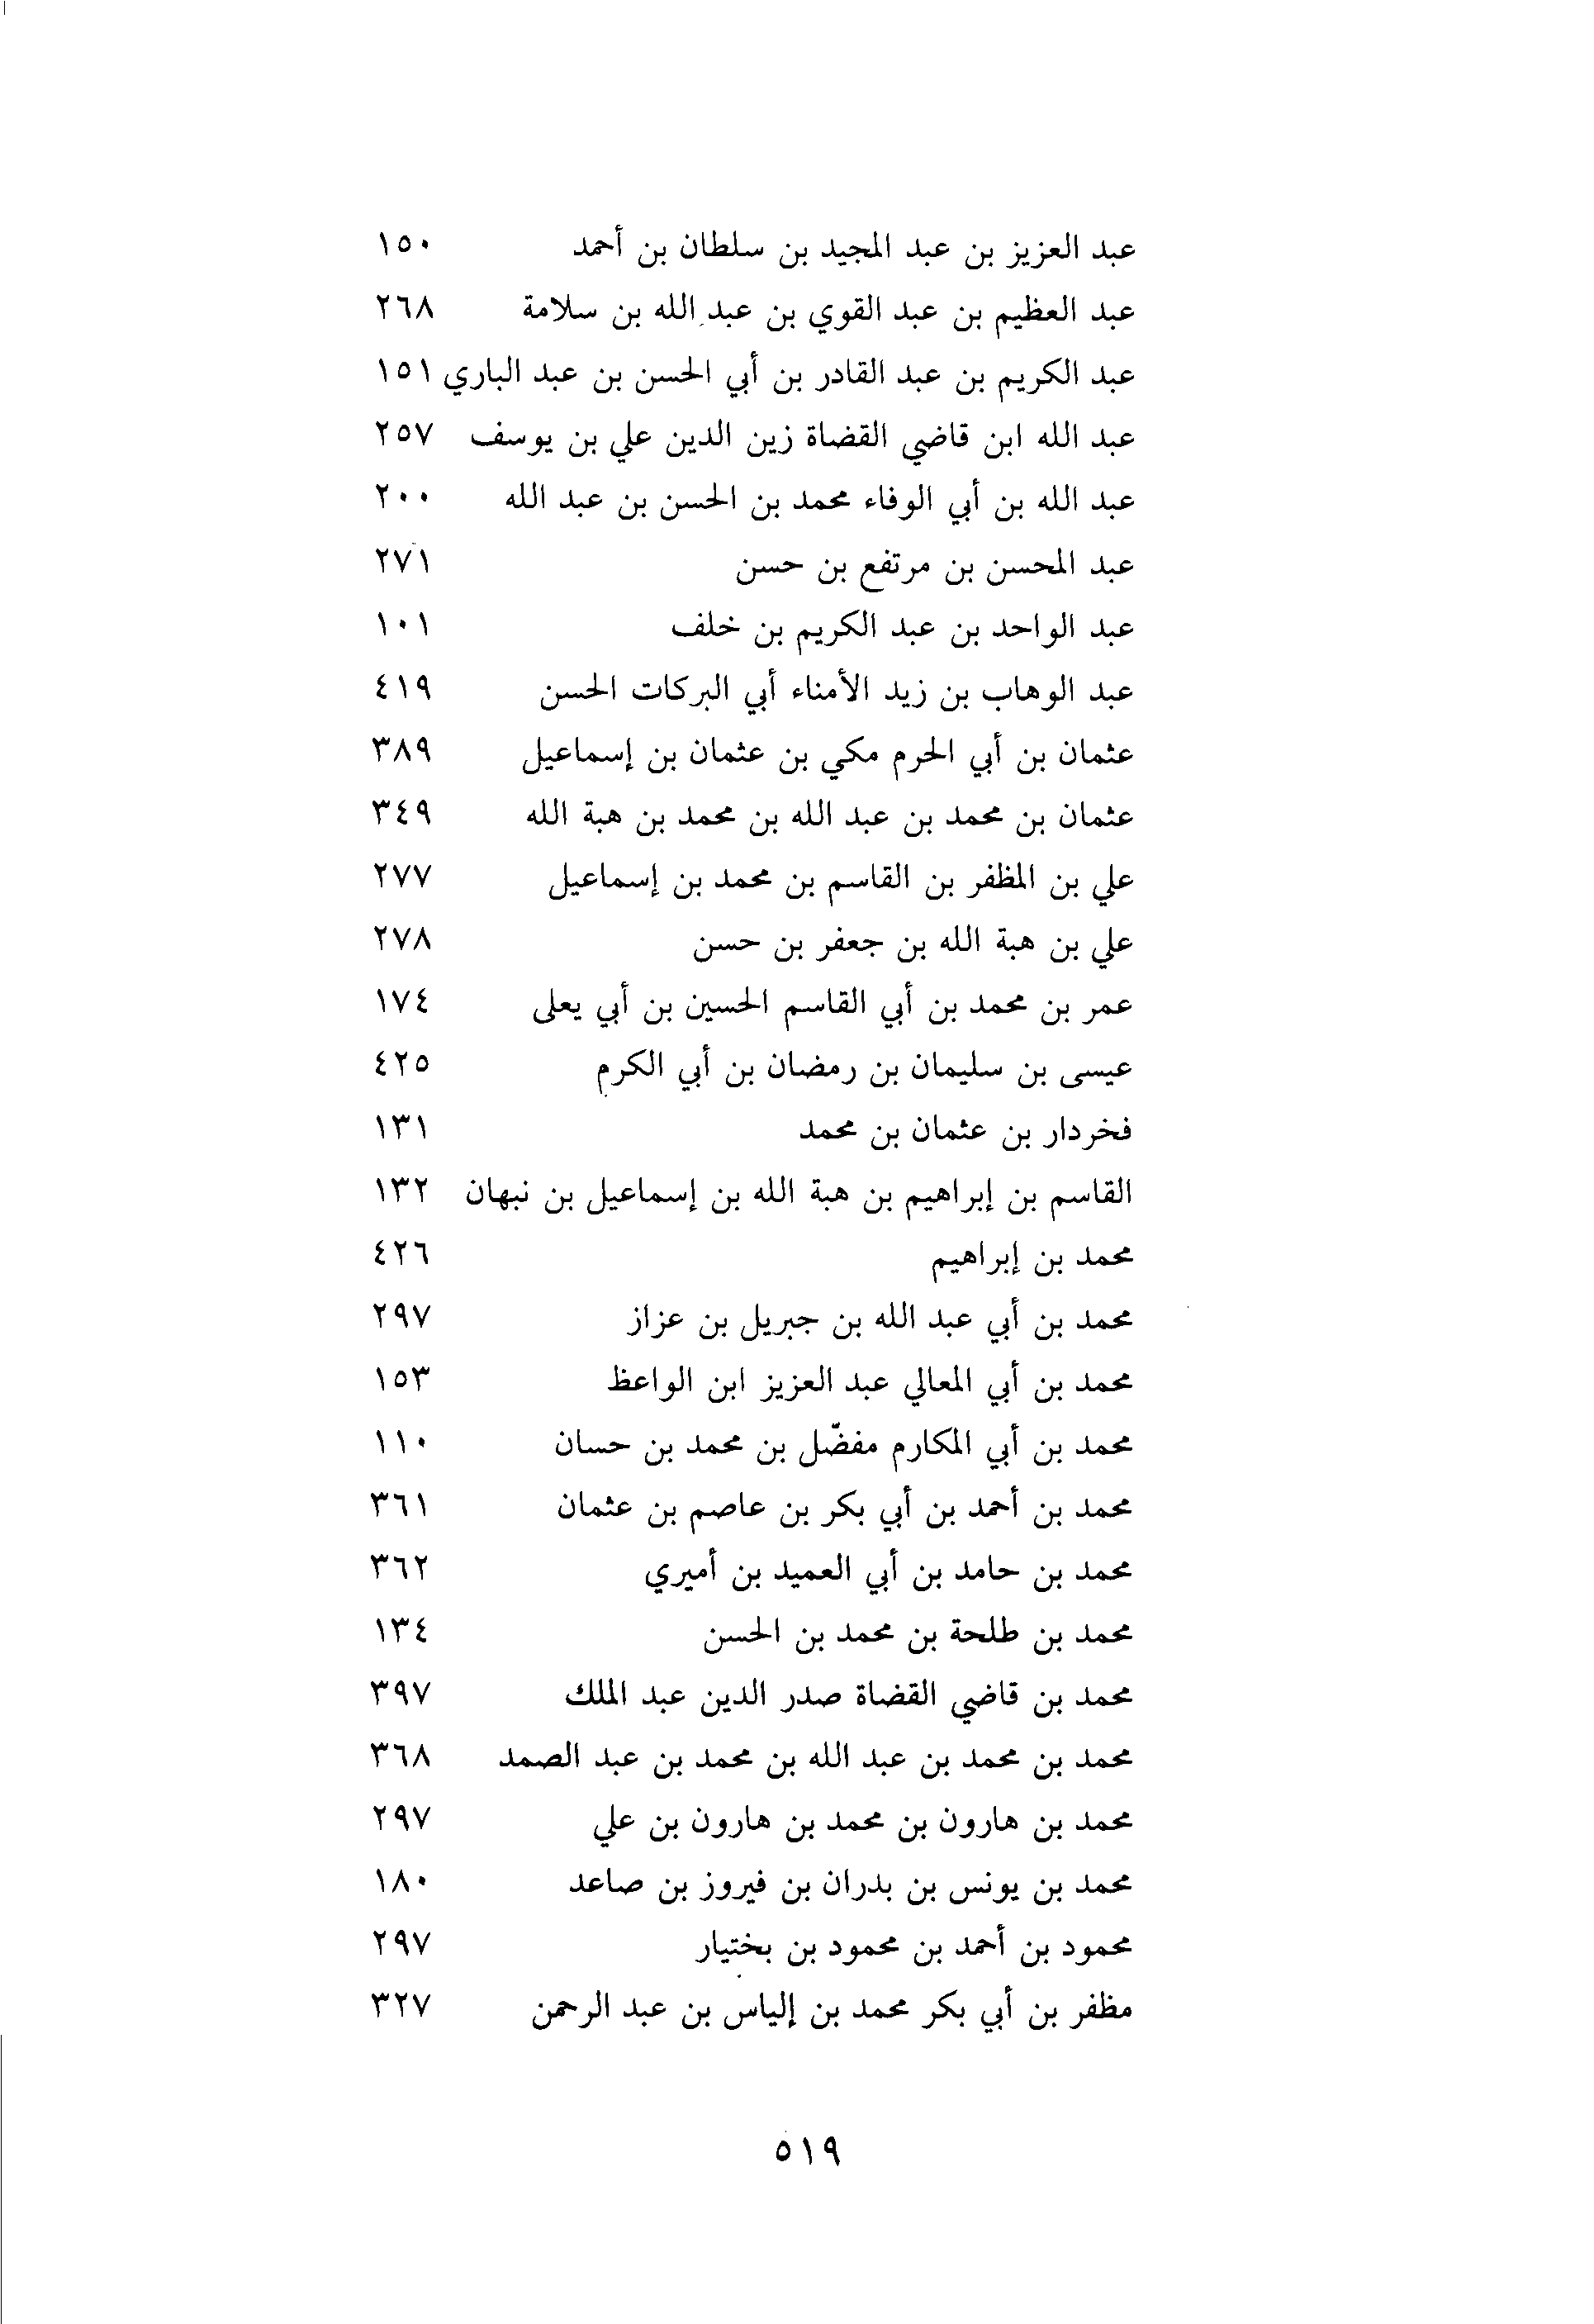 عبد العزيز بن عبد المجيد بن سلطان بن أحمد ١٥٠
عبد العظيم بن عبد القوي بن عبد الله بن سلامة ٢٦٨
عبد الكريم بن عبد القادر بن أبي الحسن بن عبد الباري ١٥١
عبد الله ابن قاضي القضاة زين الدين علي بن يوسف ٢٥٧
عبد الله بن أبي الوفاء محمد بن الحسن بن عبد الله ٢٠٠
عبد المحسن بن مرتفع بن حسن ٢٧١
عبد الواحد بن عبد الكريم بن خلف ١٠١
عبد الوهاب بن زيد الأمناء أبي البركات الحسن ٤١٩
عثمان بن أبي الحرم مكي بن عثمان بن إسماعيل ٣٨٩
عثمان بن محمد بن عبد الله بن محمد بن هبة الله ٣٤٩
علي بن المظفر بن القاسم بن محمد بن إسماعيل ٢٧٧
علي بن هبة الله بن جعفر بن حسن ٢٧٨
عمر بن محمد بن أبي القاسم الحسين بن أبي يعلى ١٧٤
عيسى بن سليمان بن رمضان بن أبي الكرم ٤٢٥
فخردار بن عثمان بن محمد ١٣١
القاسم بن إبراهيم بن هبة الله بن إسماعيل بن نبهان ١٣٢
محمد بن إبراهيم ٤٢٦
محمد بن أبي عبد الله بن جبريل بن عزاز ٢٩٧
محمد بن أبي المعالي عبد العزيز ابن الواعظ ١٥٣
محمد بن أبي المكارم مفضّل بن محمد بن حسان ١١٠
محمد بن أحمد بن أبي بكر بن عاصم بن عثمان ٣٦١
محمد بن حامد بن أبي العميد بن أميري ٣٦٢
محمد بن طلحة بن محمد بن الحسن ١٣٤
محمد بن قاضي القضاة صدر الدين عبد الملك ٣٩٧
محمد بن محمد بن عبد الله بن محمد بن عبد الصمد ٣٦٨
محمد بن هارون بن محمد بن هارون بن علي ٢٩٧
محمد بن يونس بن بدران بن فيروز بن صاعد ١٨٠
محمود بن أحمد بن محمود بن بختيار ٢٩٧
مظفر بن أبي بكر محمد بن إلياس بن عبد الرحمن ٣٢٧
٥١٩